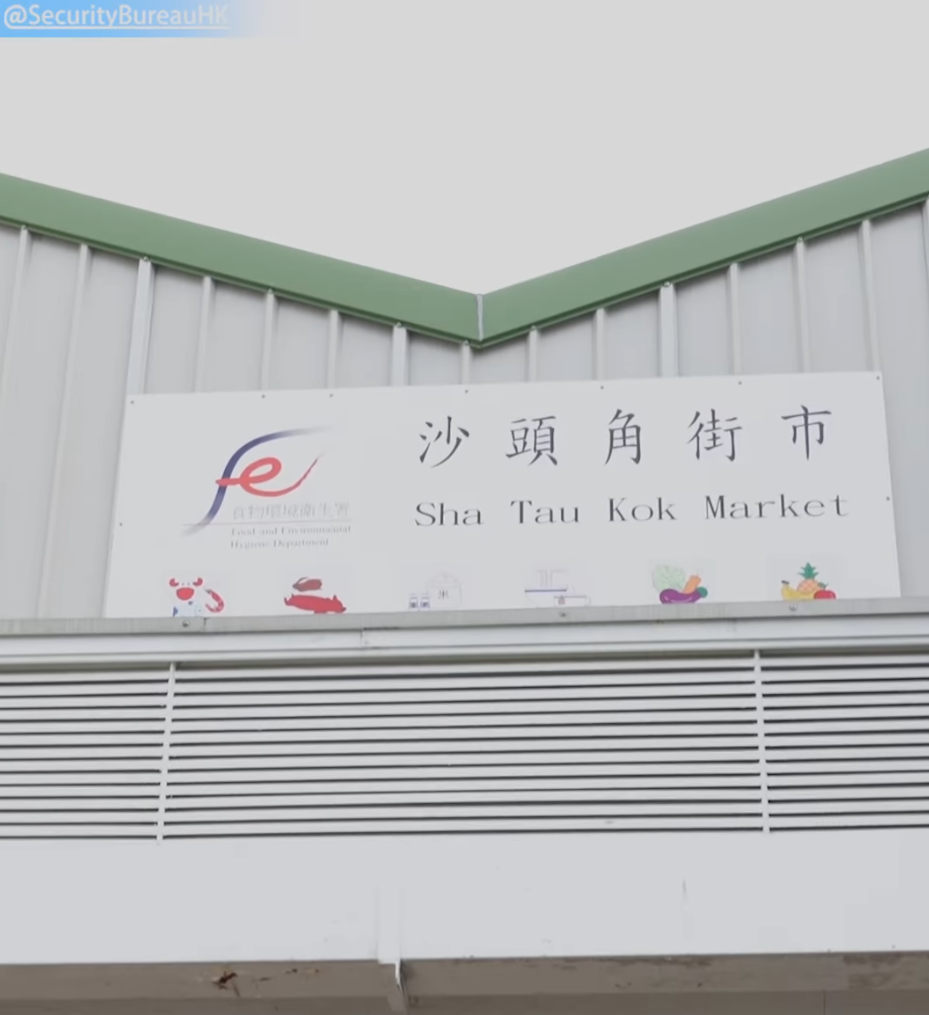 @SecurityBureauHK
沙頭角街市
Sha Tau Kok Market
食物環境衞生署
Food and Environmental
Hygiene Department
米